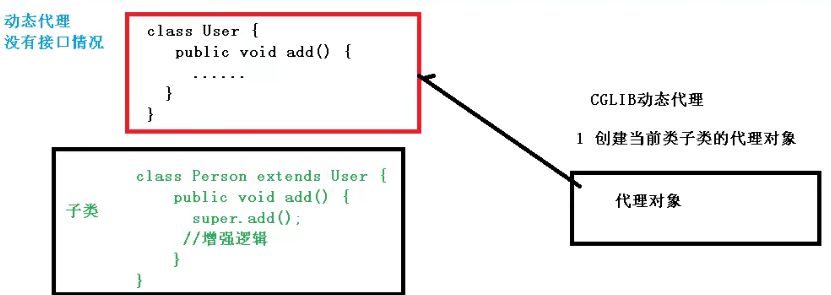 动态代理
没有接口情况
class User {
public void add() {
......
}
}
CGLIB动态代理
1 创建当前类子类的代理对象
代理对象
子类
class Person extends User {
public void add() {
super.add();
//增强逻辑
}
}